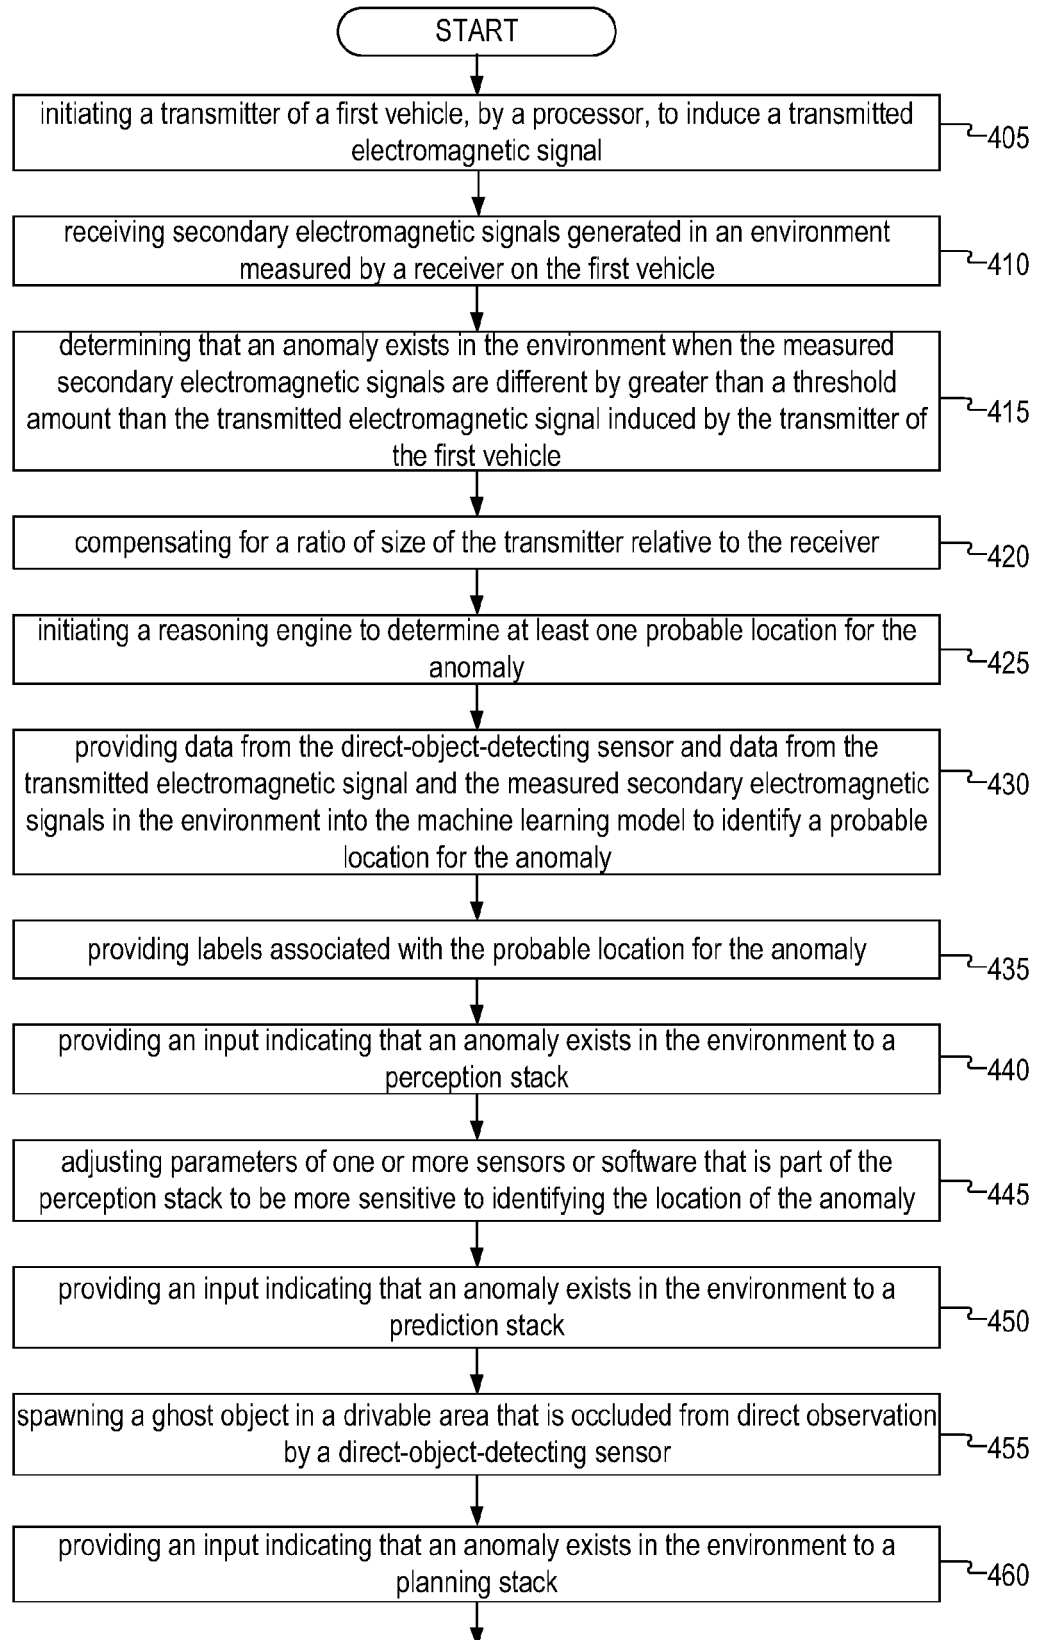 START
initiating a transmitter of a first vehicle, by a processor, to induce a transmitted
electromagnetic signal
405
receiving secondary electromagnetic signals generated in an environment
measured by a receiver on the first vehicle
410
determining that an anomaly exists in the environment when the measured
secondary electromagnetic signals are different by greater than a threshold
amount than the transmitted electromagnetic signal induced by the transmitter of
the first vehicle
415
compensating for a ratio of size of the transmitter relative to the receiver
420
initiating a reasoning engine to determine at least one probable location for the
anomaly
425
providing data from the direct-object-detecting sensor and data from the
transmitted electromagnetic signal and the measured secondary electromagnetic
signals in the environment into the machine learning model to identify a probable
location for the anomaly
430
providing labels associated with the probable location for the anomaly
435
providing an input indicating that an anomaly exists in the environment to a
perception stack
440
adjusting parameters of one or more sensors or software that is part of the
perception stack to be more sensitive to identifying the location of the anomaly
445
providing an input indicating that an anomaly exists in the environment to a
prediction stack
450
spawning a ghost object in a drivable area that is occluded from direct observation
by a direct-object-detecting sensor
455
providing an input indicating that an anomaly exists in the environment to a
planning stack
460